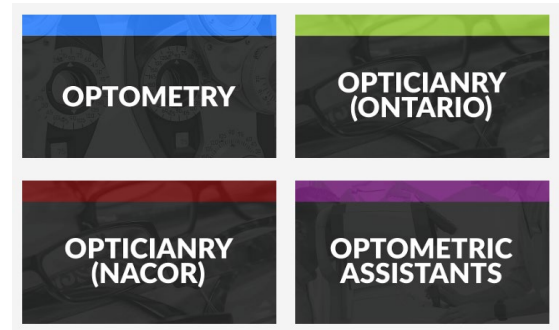 OPTOMETRY
OPTICIANRY
(ONTARIO)
OPTICIANRY
(NACOR)
OPTOMETRIC
ASSISTANTS